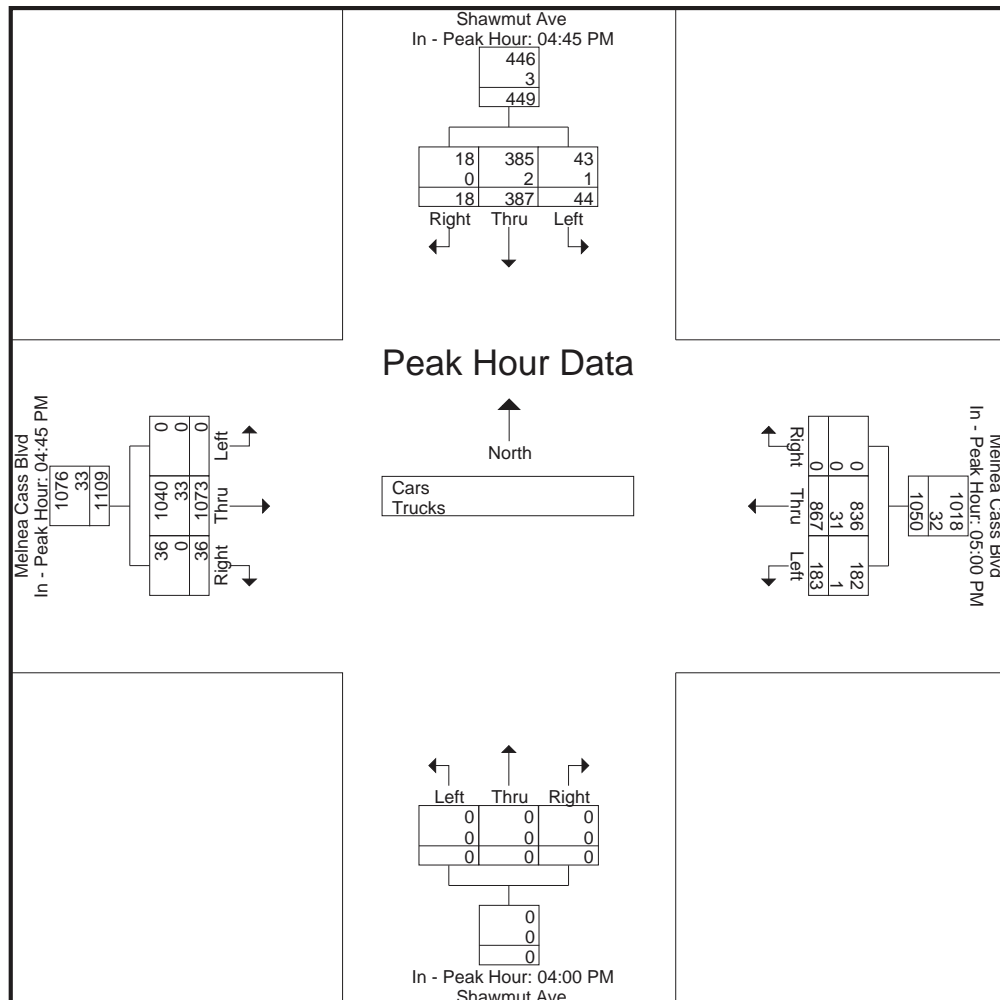 Shawmut Ave
In - Peak Hour: 04:45 PM
446
3
449
18 385 43
0 2 1
18 387 44
Right Thru Left
Peak Hour Data
North
Cars
Trucks
Melnea Cass Blvd
In - Peak Hour: 04:45 PM
1076
33
1109
0 0 0
1040 33 1073
36 0 36
Left
Thru
Right
Melnea Cass Blvd
In - Peak Hour: 05:00 PM
1018
32
1050
Right
Thru
Left
0 0 0
867 31 836
183 1 182
Left Thru Right
0 0 0
0 0 0
0 0 0
0
0
0
In - Peak Hour: 04:00 PM
Shawmut Ave